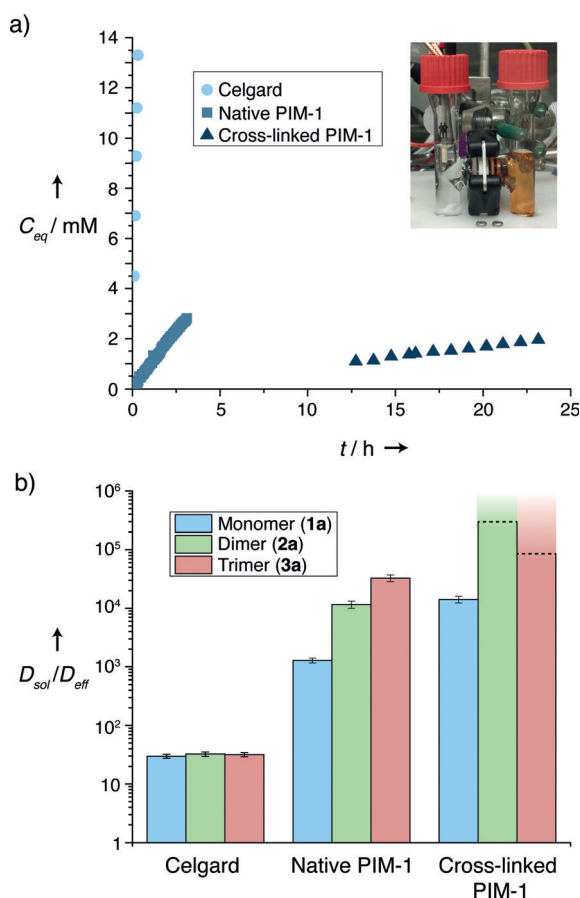 a)
14
12
10
8
6
4
2
0
C_eq / mM
Celgard
Native PIM-1
Cross-linked PIM-1
0 5 10 15 20 25
t / h
b)
10^6
10^5
10^4
10^3
10^2
10
1
D_sol/D_eff
Monomer (1a)
Dimer (2a)
Trimer (3a)
Celgard Native PIM-1 Cross-linked
PIM-1